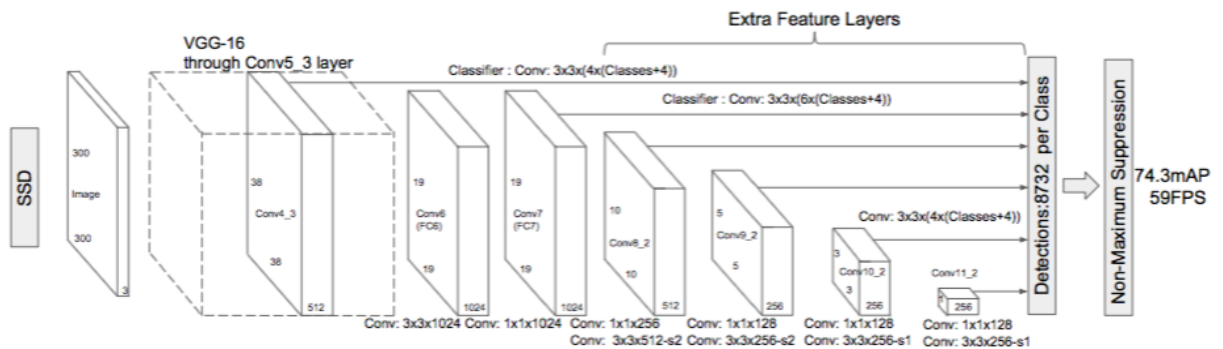 Extra Feature Layers
VGG-16
through Conv5_3 layer
Classifier : Conv: 3x3x(4x(Classes+4))
Classifier : Conv: 3x3x(6x(Classes+4))
SSD
300
Image
300
3
38
Conv4_3
38
512
19
Conv6
(FC6)
19
1024
19
Conv7
(FC7)
19
1024
10
Conv8_2
10
512
5
Conv9_2
5
256
Conv: 3x3x(4x(Classes+4))
3
Conv10_2
3
256
Conv11_2
1
256
Detections:8732 per Class
Non-Maximum Suppression
74.3mAP
59FPS
Conv: 3x3x1024
Conv: 1x1x1024
Conv: 1x1x256
Conv: 3x3x512-s2
Conv: 1x1x128
Conv: 3x3x256-s2
Conv: 1x1x128
Conv: 3x3x256-s1
Conv: 1x1x128
Conv: 3x3x256-s1